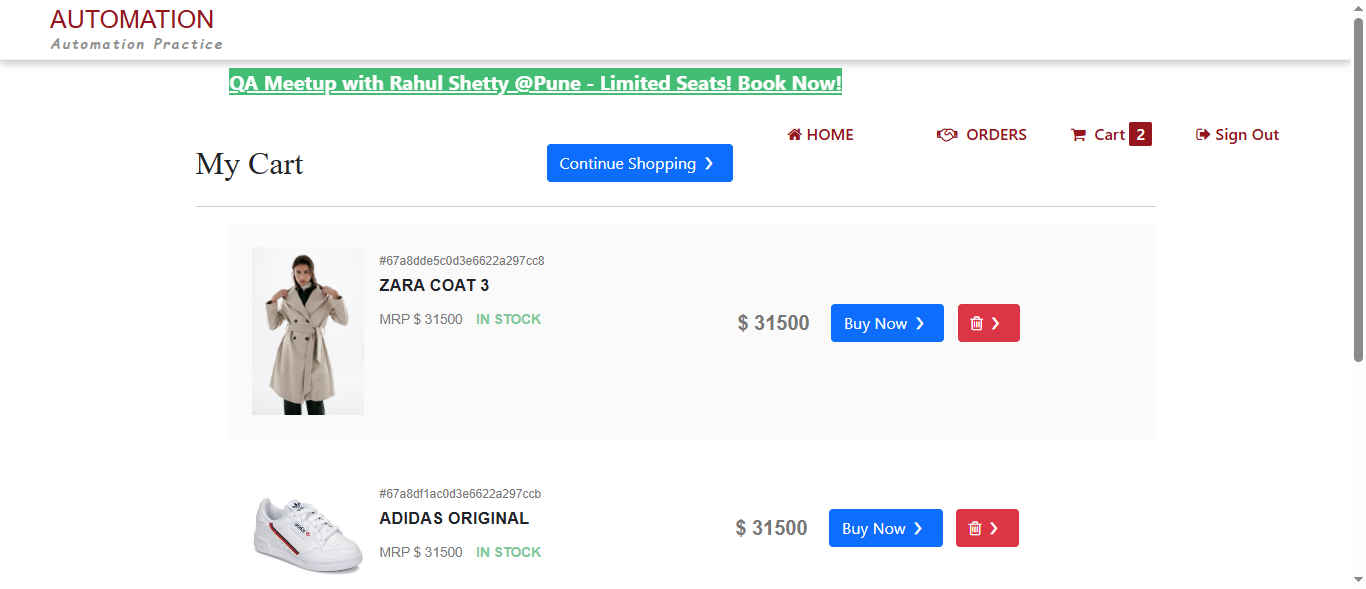 AUTOMATION
Automation Practice
QA Meetup with Rahul Shetty @Pune - Limited Seats! Book Now!
HOME
ORDERS
Cart 2
Sign Out
My Cart
Continue Shopping
#67a8dde5c0d3e6622a297cc8
ZARA COAT 3
MRP $ 31500 IN STOCK
$ 31500
Buy Now
#67a8df1ac0d3e6622a297ccb
ADIDAS ORIGINAL
MRP $ 31500 IN STOCK
$ 31500
Buy Now